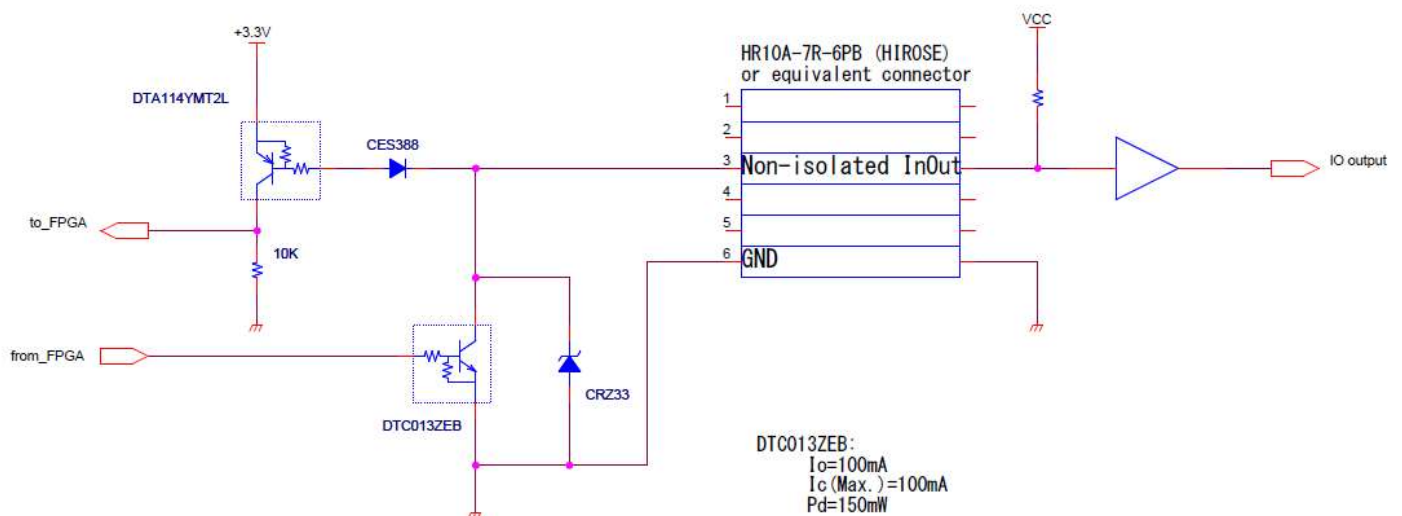 +3.3V
VCC
HR10A-7R-6PB (HIROSE)
or equivalent connector
DTA114YMT2L
1
2
CES388
3 Non-isolated InOut
IO output
4
to_FPGA
5
10K
6 GND
from_FPGA
CRZ33
DTC013ZEB
DTC013ZEB:
Io=100mA
Ic(Max.)=100mA
Pd=150mW